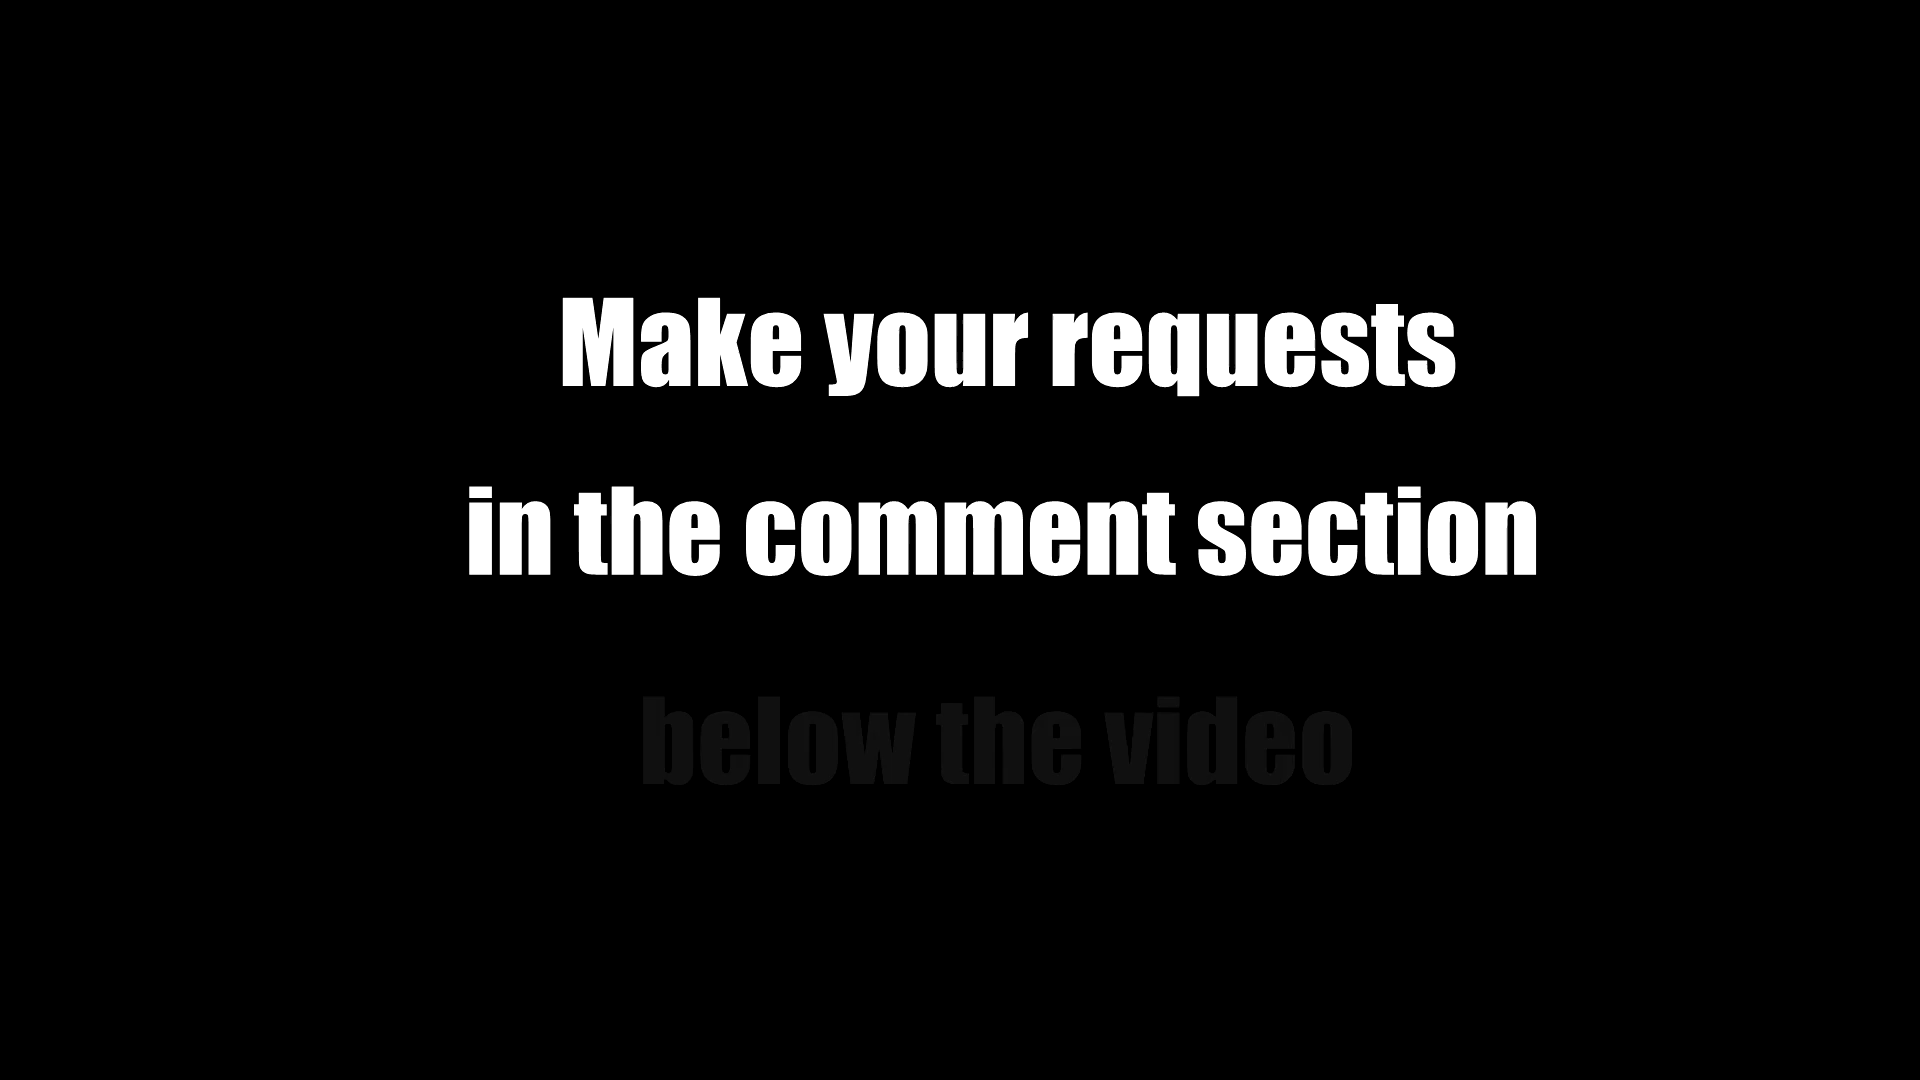 Make your requests
in the comment section
below the video